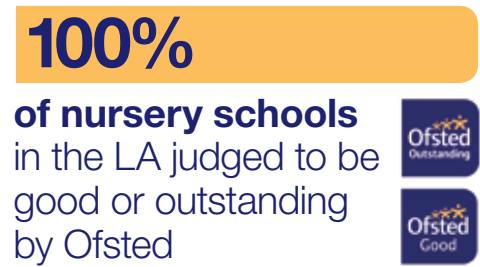 100%
of nursery schools
in the LA judged to be
good or outstanding
by Ofsted
Ofsted
Outstanding
Ofsted
Good